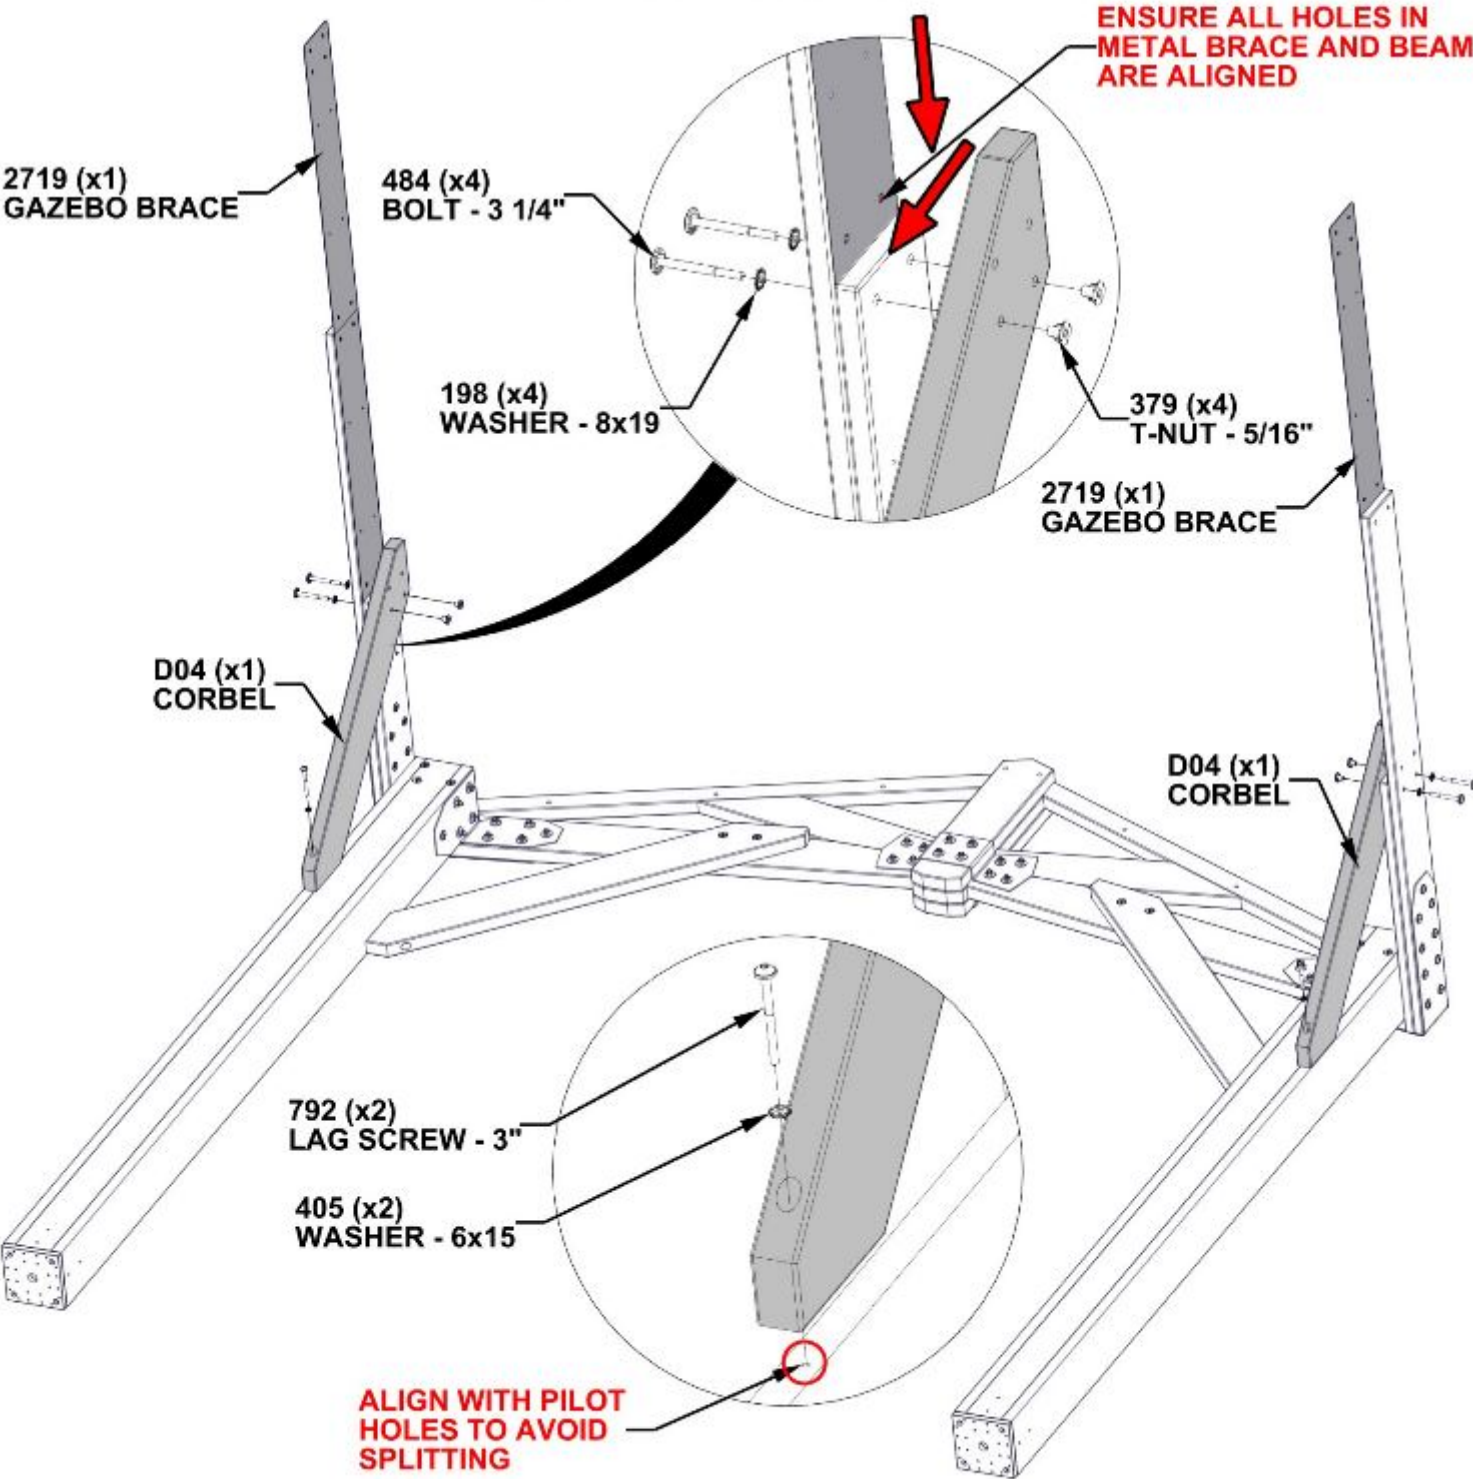 ENSURE ALL HOLES IN
METAL BRACE AND BEAM
ARE ALIGNED
2719 (x1)
GAZEBO BRACE
484 (x4)
BOLT - 3 1/4"
198 (x4)
WASHER - 8x19
379 (x4)
T-NUT - 5/16"
2719 (x1)
GAZEBO BRACE
D04 (x1)
CORBEL
D04 (x1)
CORBEL
792 (x2)
LAG SCREW - 3"
405 (x2)
WASHER - 6x15
ALIGN WITH PILOT
HOLES TO AVOID
SPLITTING